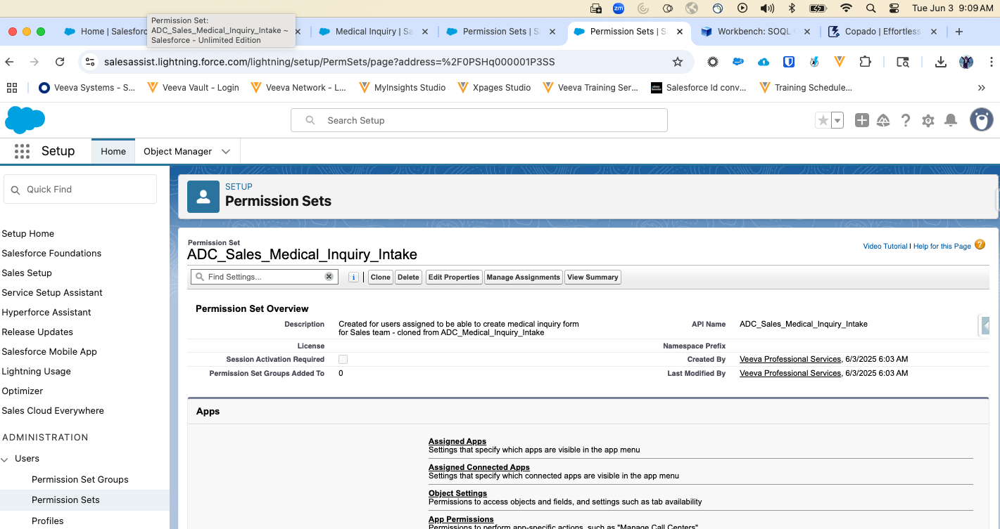 zm
Tue Jun 3 9:09 AM
Permission Set:
ADC_Sales_Medical_Inquiry_Intake ~
Salesforce - Unlimited Edition
Home | Salesforc
Medical Inquiry | Sa
Permission Sets | S
Permission Sets | S
Workbench: SOQL
Copado | Effortless
salesassist.lightning.force.com/lightning/setup/PermSets/page?address=%2F0PSHq000001P3SS
Veeva Systems - S...
Veeva Vault - Login
Veeva Network - L...
MyInsights Studio
Xpages Studio
Veeva Training Ser...
Salesforce Id conv...
Training Schedule...
Search Setup
Setup
Home
Object Manager
Quick Find
Setup Home
Salesforce Foundations
Sales Setup
Service Setup Assistant
Hyperforce Assistant
Release Updates
Salesforce Mobile App
Lightning Usage
Optimizer
Sales Cloud Everywhere
ADMINISTRATION
Users
Permission Set Groups
Permission Sets
Profiles
SETUP
Permission Sets
Permission Set
ADC_Sales_Medical_Inquiry_Intake
Video Tutorial | Help for this Page ?
Find Settings...
i | Clone Delete Edit Properties Manage Assignments View Summary
Permission Set Overview
Description Created for users assigned to be able to create medical inquiry form
for Sales team - cloned from ADC_Medical_Inquiry_Intake
API Name ADC_Sales_Medical_Inquiry_Intake
License
Namespace Prefix
Session Activation Required
Created By Veeva Professional Services, 6/3/2025 6:03 AM
Permission Set Groups Added To 0
Last Modified By Veeva Professional Services, 6/3/2025 6:03 AM
Apps
Assigned Apps
Settings that specify which apps are visible in the app menu
Assigned Connected Apps
Settings that specify which connected apps are visible in the app menu
Object Settings
Permissions to access objects and fields, and settings such as tab availability
App Permissions
Permissions to perform app-specific actions, such as "Manage Call Centers"